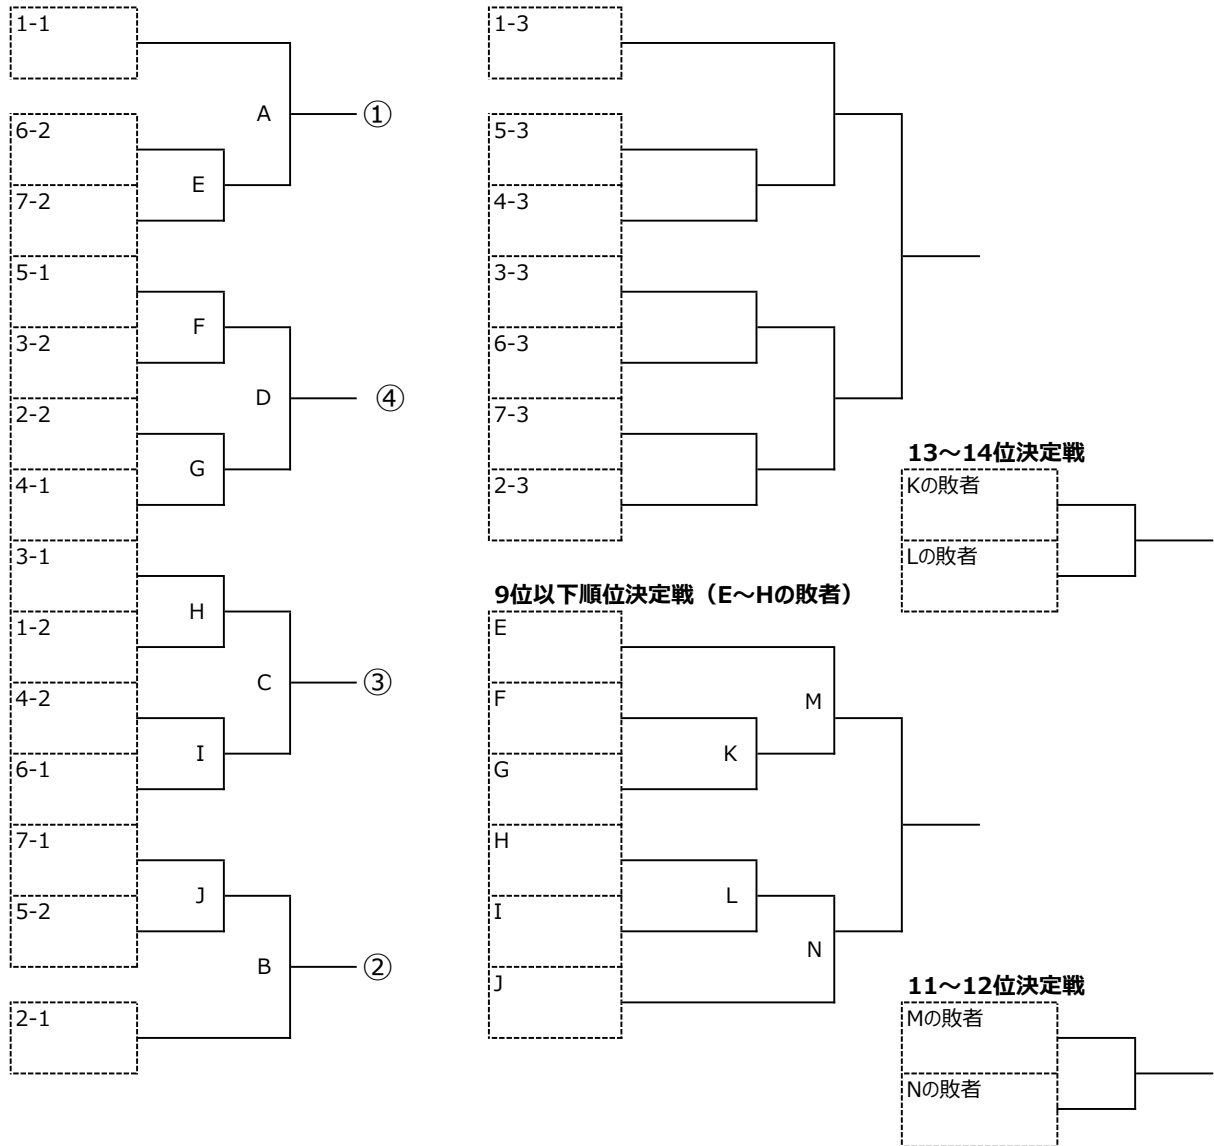 1-1
A
①
6-2
E
7-2
5-1
F
3-2
D
④
2-2
G
4-1
3-1
H
1-2
C
③
4-2
I
6-1
7-1
J
5-2
B
②
2-1
1-3
5-3
4-3
3-3
6-3
7-3
2-3
13～14位決定戦
Kの敗者
Lの敗者
9位以下順位決定戦（E～Hの敗者）
E
M
F
K
G
H
L
I
N
J
11～12位決定戦
Mの敗者
Nの敗者